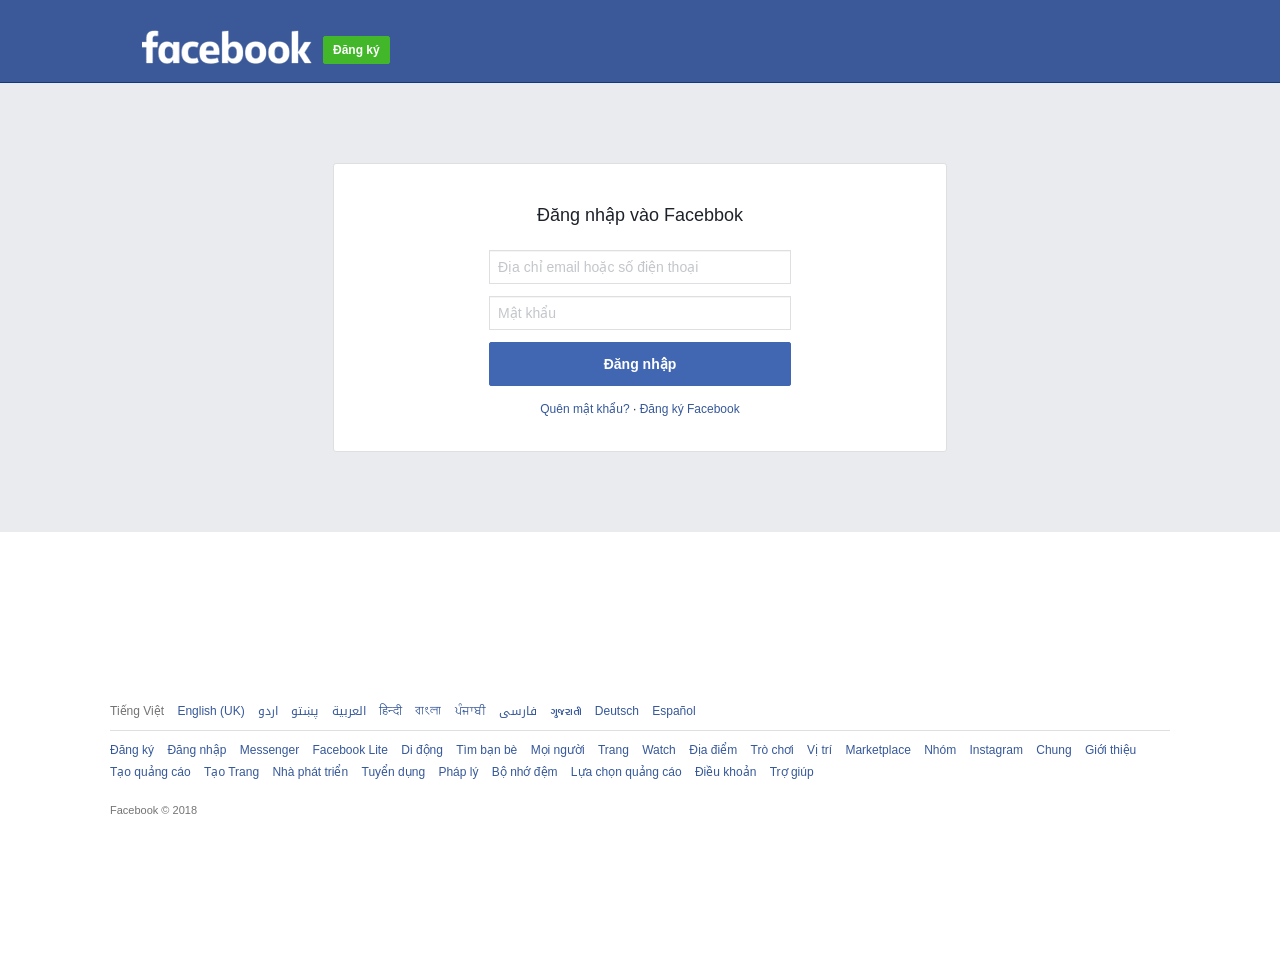 facebook Đăng ký
Đăng nhập vào Facebbok
Địa chỉ email hoặc số điện thoại
Mật khẩu
Đăng nhập
Quên mật khẩu? · Đăng ký Facebook
Tiếng Việt English (UK) اردو پښتو العربية हिन्दी বাংলা ਪੰਜਾਬੀ فارسی ગુજરાતી Deutsch Español
Đăng ký Đăng nhập Messenger Facebook Lite Di động Tìm bạn bè Mọi người Trang Watch Địa điểm Trò chơi Vị trí Marketplace Nhóm Instagram Chung Giới thiệu
Tạo quảng cáo Tạo Trang Nhà phát triển Tuyển dụng Pháp lý Bộ nhớ đệm Lựa chọn quảng cáo Điều khoản Trợ giúp
Facebook © 2018